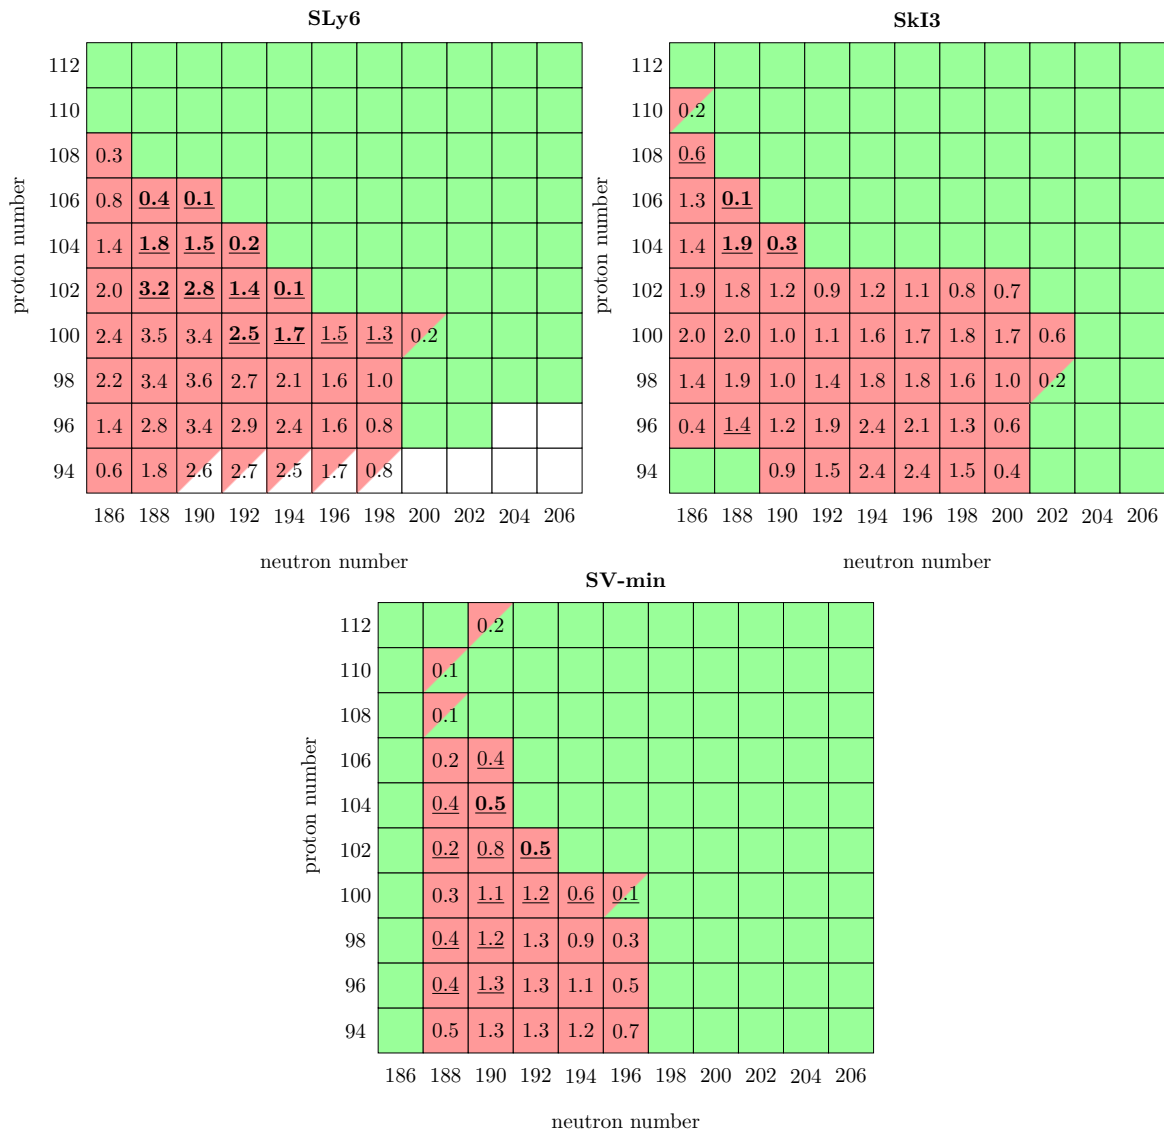 SLy6
112
110
108 0.3
106 0.8 0.4 0.1
104 1.4 1.8 1.5 0.2
102 2.0 3.2 2.8 1.4 0.1
100 2.4 3.5 3.4 2.5 1.7 1.5 1.3 0.2
98 2.2 3.4 3.6 2.7 2.1 1.6 1.0
96 1.4 2.8 3.4 2.9 2.4 1.6 0.8
94 0.6 1.8 2.6 2.7 2.5 1.7 0.8
186 188 190 192 194 196 198 200 202 204 206
neutron number
proton number
SkI3
112
110 0.2
108 0.6
106 1.3 0.1
104 1.4 1.9 0.3
102 1.9 1.8 1.2 0.9 1.2 1.1 0.8 0.7
100 2.0 2.0 1.0 1.1 1.6 1.7 1.8 1.7 0.6
98 1.4 1.9 1.0 1.4 1.8 1.8 1.6 1.0 0.2
96 0.4 1.4 1.2 1.9 2.4 2.1 1.3 0.6
94 0.9 1.5 2.4 2.4 1.5 0.4
186 188 190 192 194 196 198 200 202 204 206
neutron number
proton number
SV-min
112 0.2
110 0.1
108 0.1
106 0.2 0.4
104 0.4 0.5
102 0.2 0.8 0.5
100 0.3 1.1 1.2 0.6 0.1
98 0.4 1.2 1.3 0.9 0.3
96 0.4 1.3 1.3 1.1 0.5
94 0.5 1.3 1.3 1.2 0.7
186 188 190 192 194 196 198 200 202 204 206
neutron number
proton number